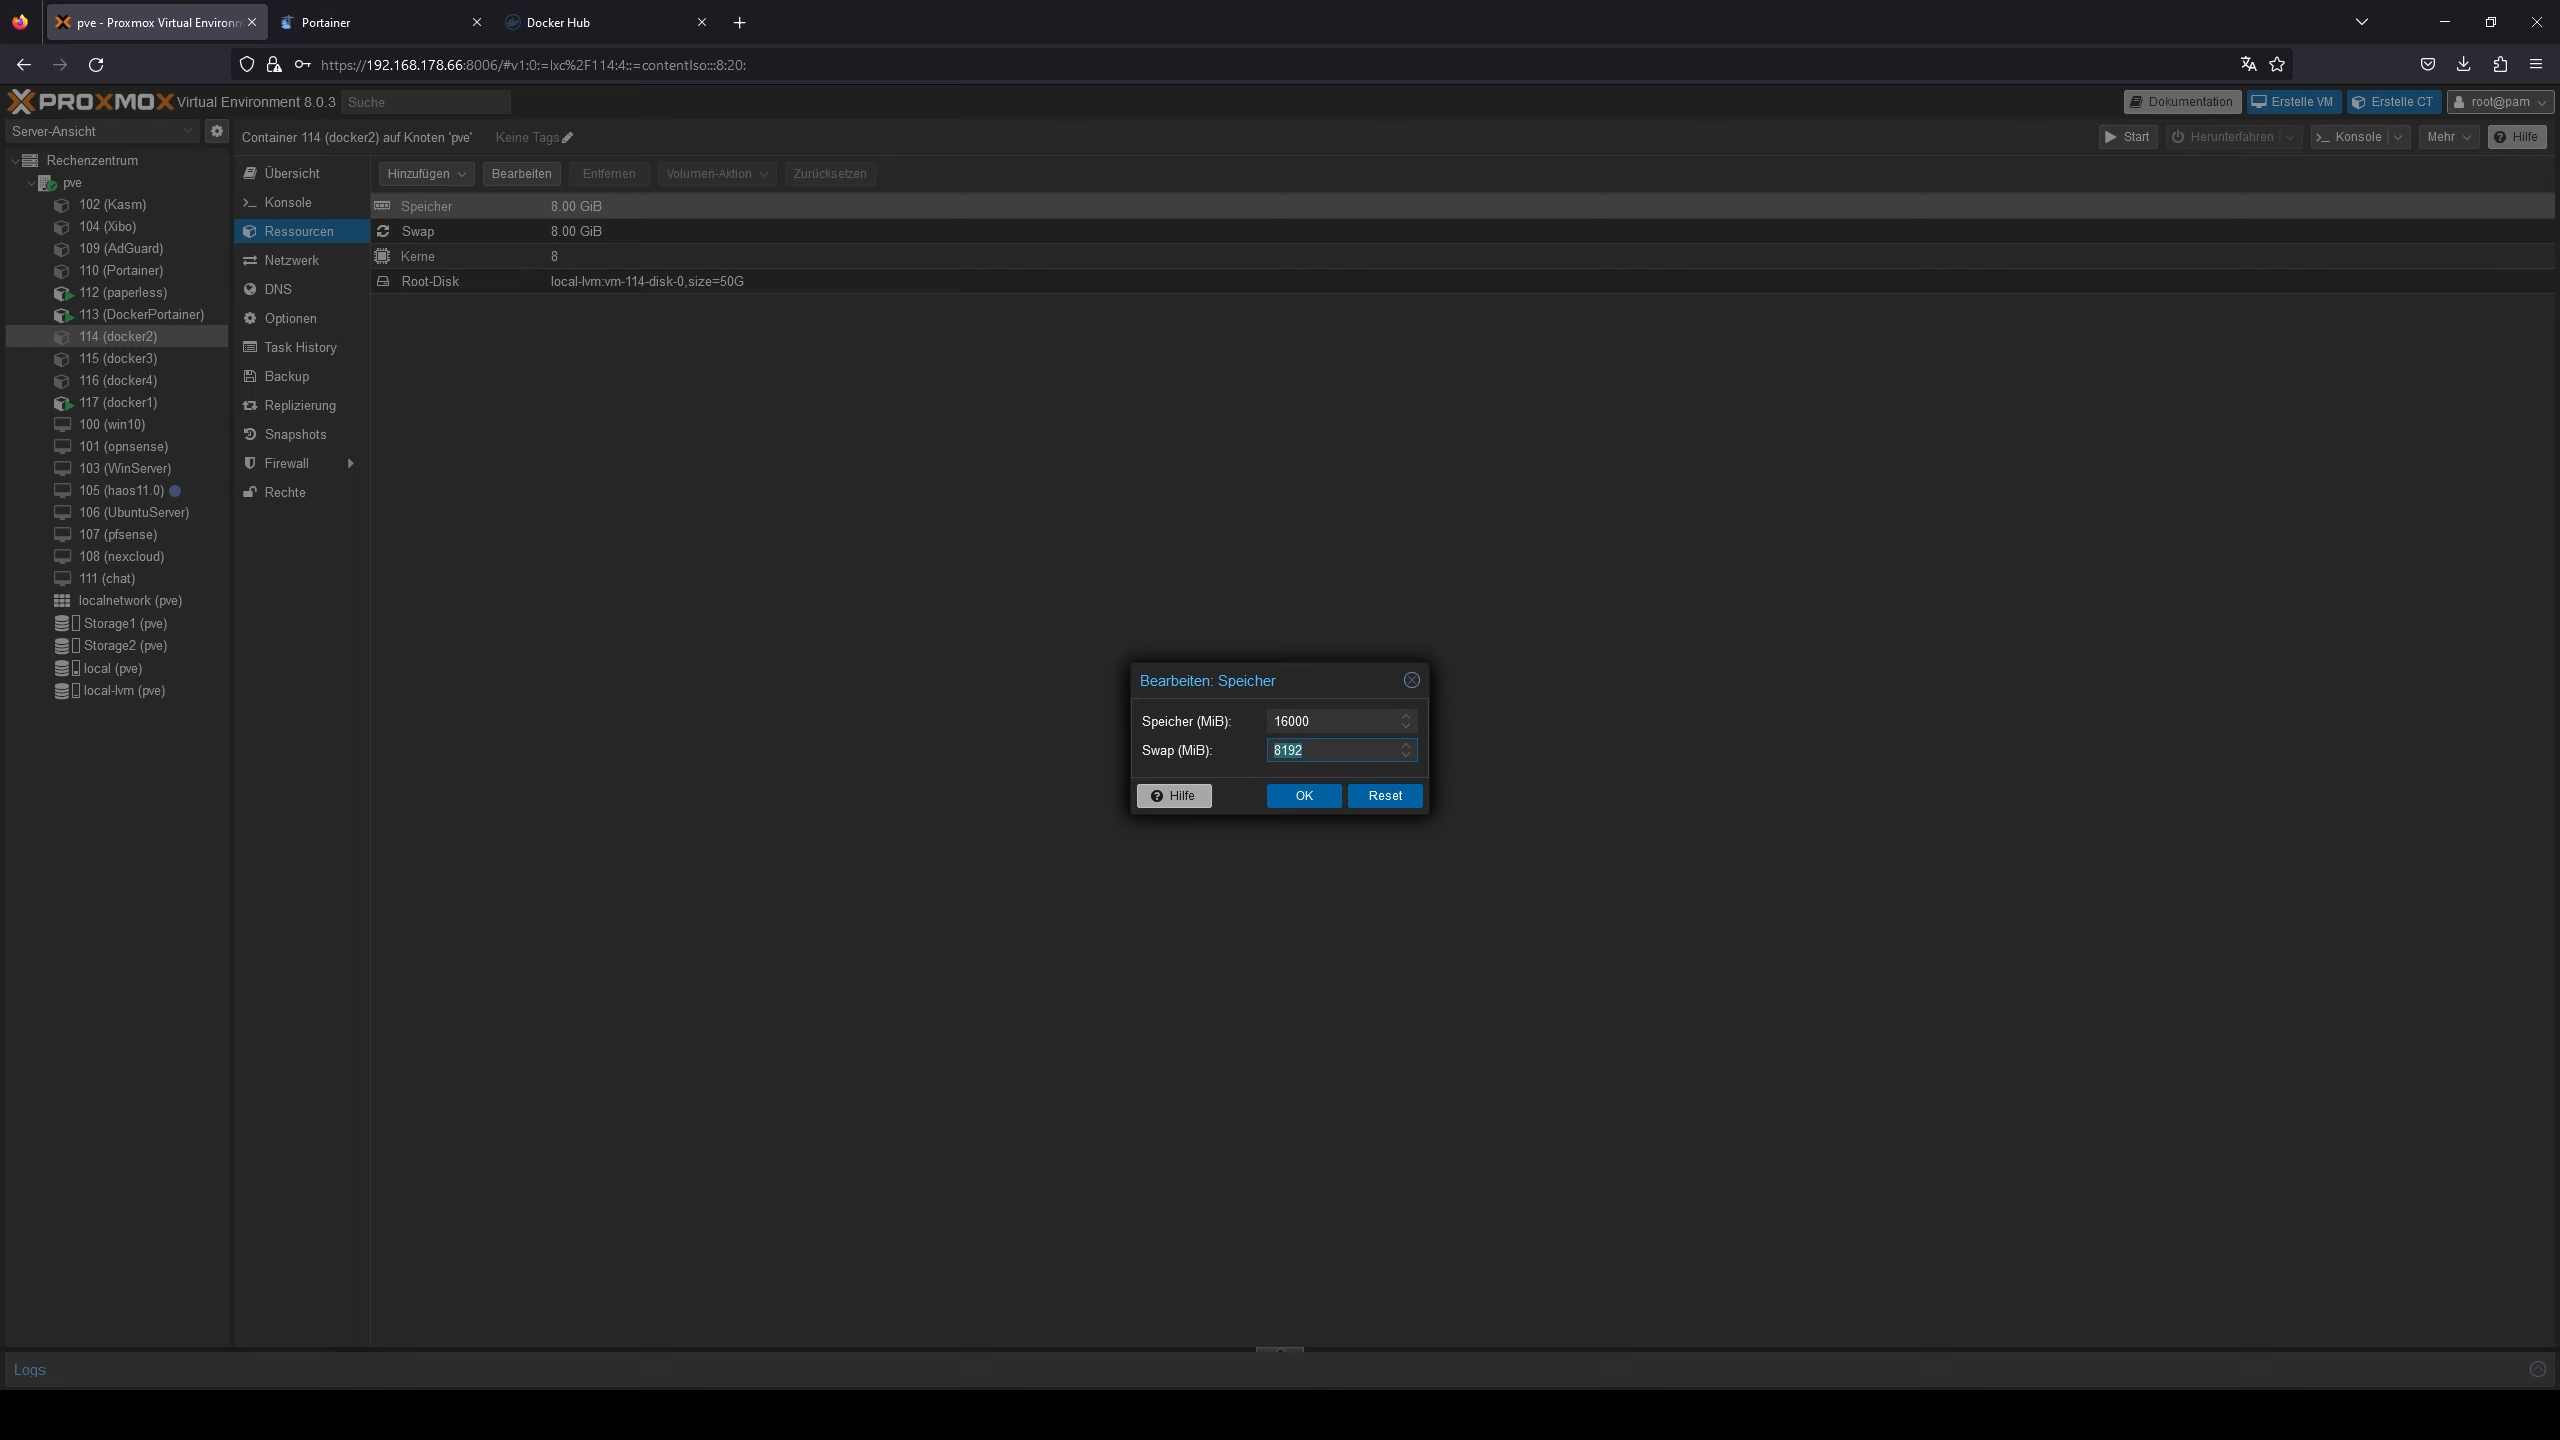 pve - Proxmox Virtual Environm
Portainer
Docker Hub
https://192.168.178.66:8006/#v1:0:=lxc%2F114:4::=contentIso:::8:20:
PROXMOX Virtual Environment 8.0.3
Suche
Dokumentation
Erstelle VM
Erstelle CT
root@pam
Server-Ansicht
Container 114 (docker2) auf Knoten 'pve'
Keine Tags
Start
Herunterfahren
Konsole
Mehr
Hilfe
Rechenzentrum
pve
102 (Kasm)
104 (Xibo)
109 (AdGuard)
110 (Portainer)
112 (paperless)
113 (DockerPortainer)
114 (docker2)
115 (docker3)
116 (docker4)
117 (docker1)
100 (win10)
101 (opnsense)
103 (WinServer)
105 (haos11.0)
106 (UbuntuServer)
107 (pfsense)
108 (nexcloud)
111 (chat)
localnetwork (pve)
Storage1 (pve)
Storage2 (pve)
local (pve)
local-lvm (pve)
Übersicht
Konsole
Ressourcen
Netzwerk
DNS
Optionen
Task History
Backup
Replizierung
Snapshots
Firewall
Rechte
Hinzufügen
Bearbeiten
Entfernen
Volumen-Aktion
Zurücksetzen
Speicher 8.00 GiB
Swap 8.00 GiB
Kerne 8
Root-Disk local-lvm:vm-114-disk-0,size=50G
Bearbeiten: Speicher
Speicher (MiB): 16000
Swap (MiB): 8192
Hilfe
OK
Reset
Logs